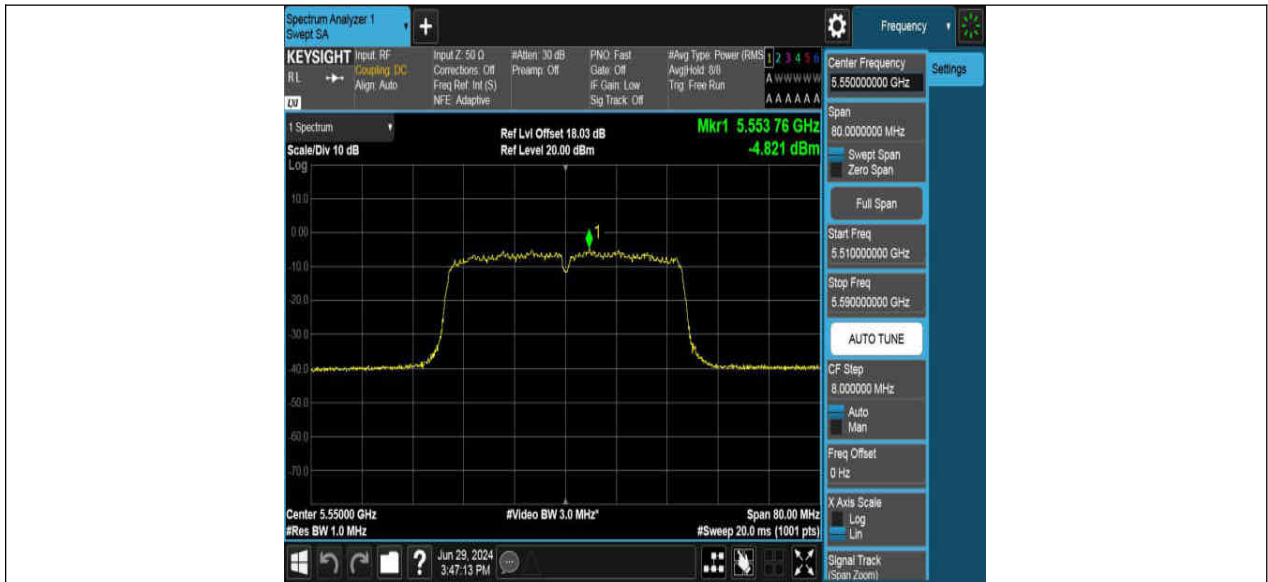 Spectrum Analyzer 1
Swept SA
+
Frequency
KEYSIGHT
RL
LXI
Input: RF
Coupling: DC
Align: Auto
Input Z: 50 Ω
Corrections: Off
Freq Ref: Int (S)
NFE: Adaptive
#Atten: 30 dB
Preamp: Off
PNO: Fast
Gate: Off
IF Gain: Low
Sig Track: Off
#Avg Type: Power (RMS
Avg|Hold: 8/8
Trig: Free Run
1 2 3 4 5 6
A W W W W W
A A A A A A
Center Frequency
5.550000000 GHz
Settings
Span
80.0000000 MHz
Swept Span
Zero Span
Full Span
Start Freq
5.510000000 GHz
Stop Freq
5.590000000 GHz
AUTO TUNE
CF Step
8.000000 MHz
Auto
Man
Freq Offset
0 Hz
X Axis Scale
Log
Lin
Signal Track
(Span Zoom)
1 Spectrum
Scale/Div 10 dB
Log
Ref Lvl Offset 18.03 dB
Ref Level 20.00 dBm
Mkr1 5.553 76 GHz
-4.821 dBm
10.0
0.00
-10.0
-20.0
-30.0
-40.0
-50.0
-60.0
-70.0
1
Center 5.55000 GHz
#Res BW 1.0 MHz
#Video BW 3.0 MHz*
Span 80.00 MHz
#Sweep 20.0 ms (1001 pts)
?
Jun 29, 2024
3:47:13 PM